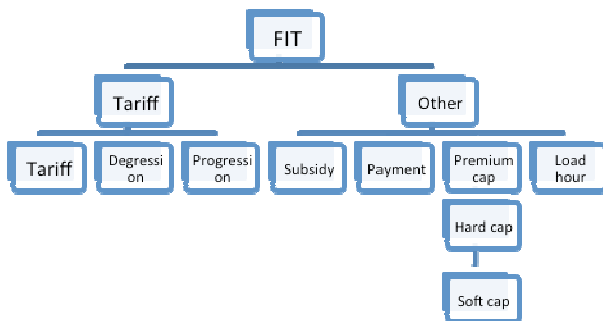 FIT
Tariff
Other
Tariff
Degressi
on
Progressi
on
Subsidy
Payment
Premium
cap
Load
hour
Hard cap
Soft cap